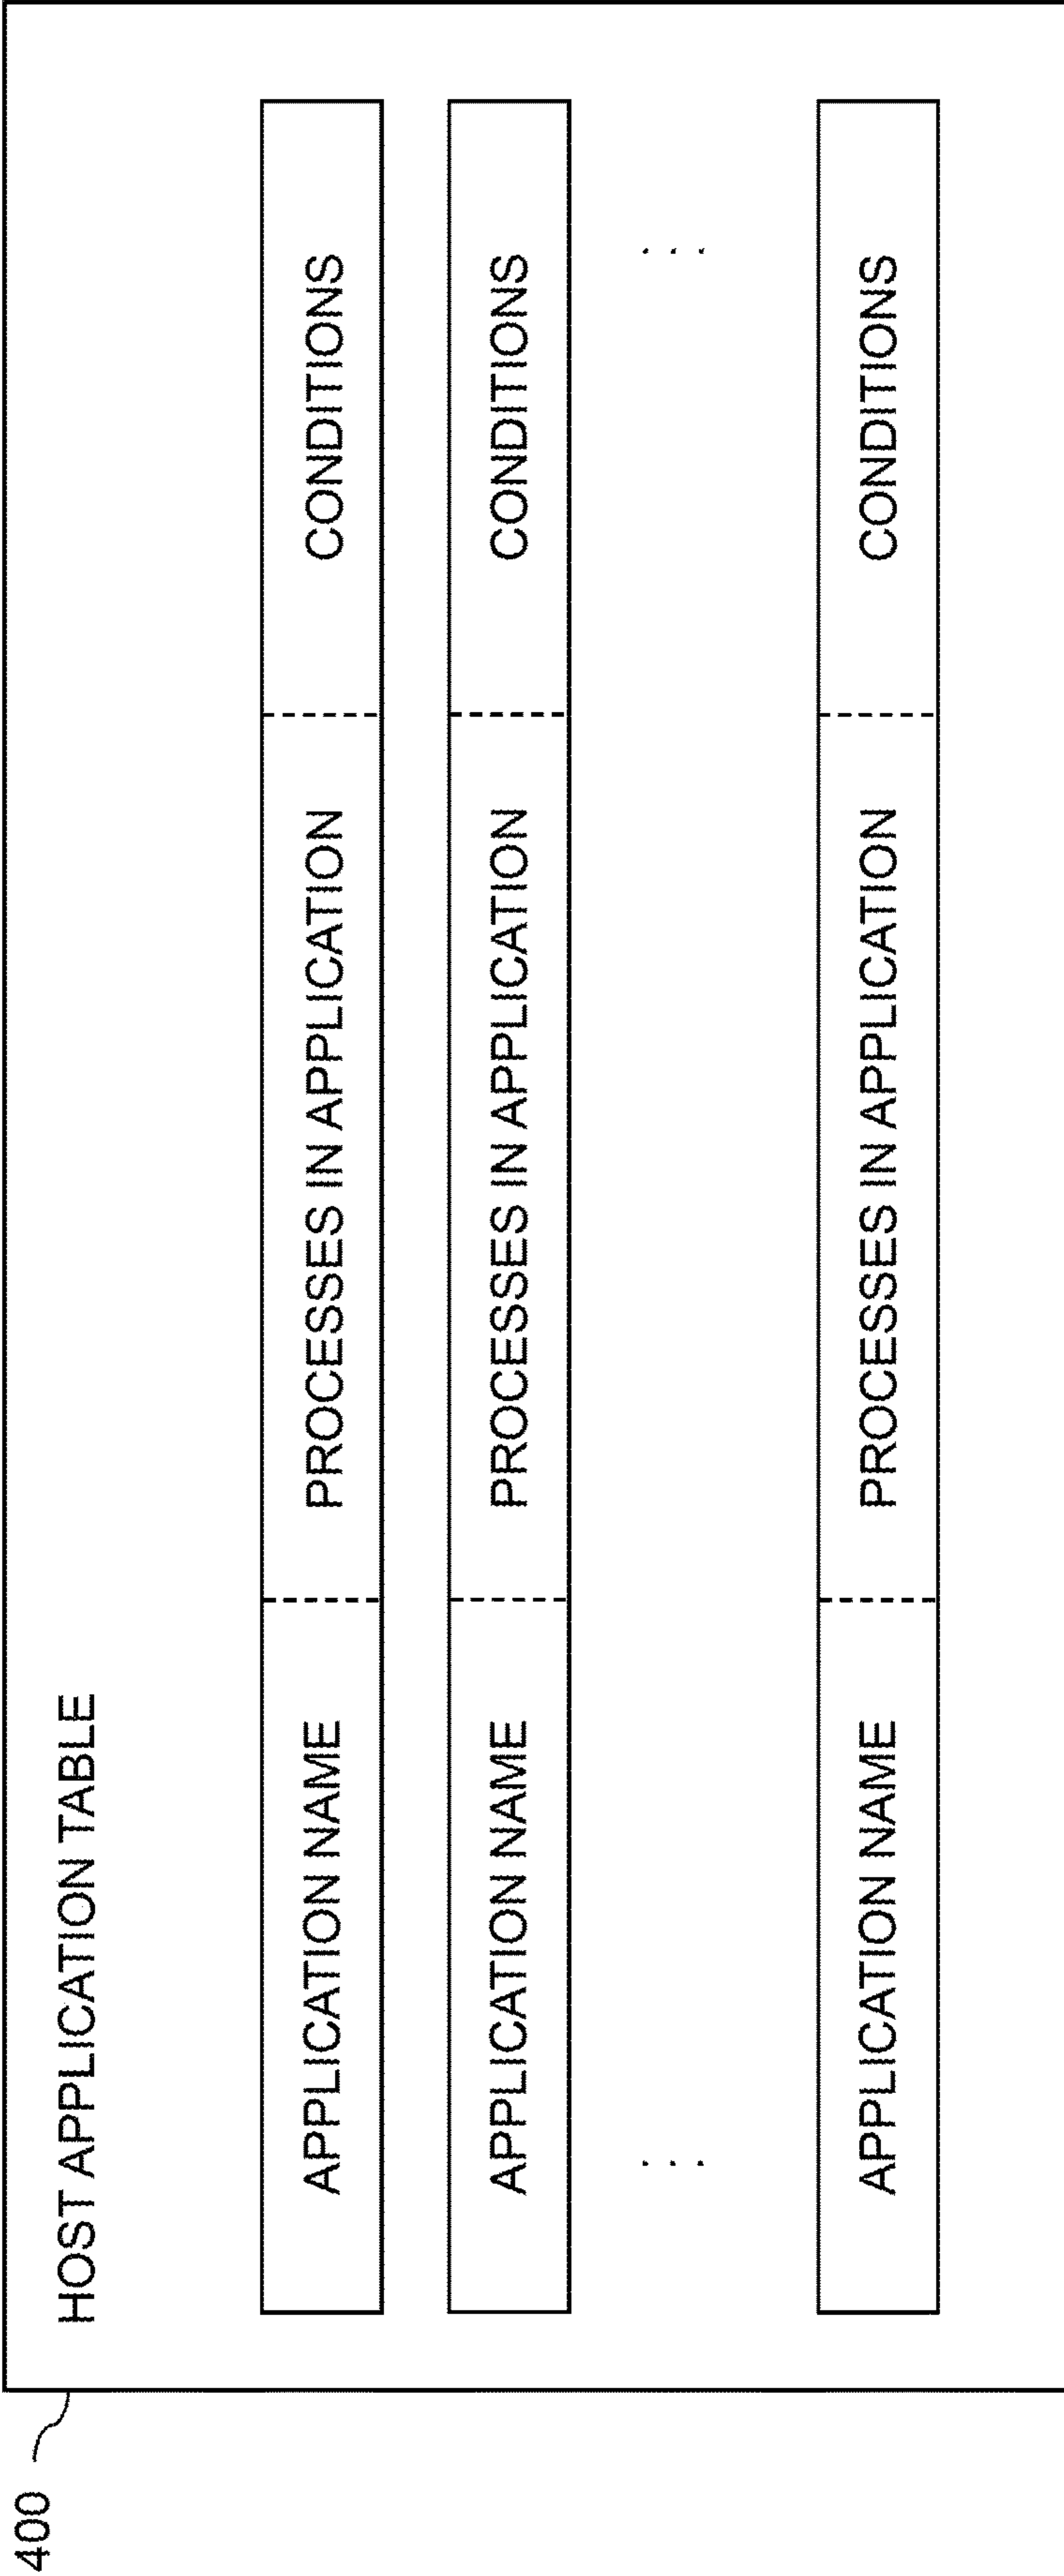 400
HOST APPLICATION TABLE
APPLICATION NAME PROCESSES IN APPLICATION CONDITIONS
APPLICATION NAME PROCESSES IN APPLICATION CONDITIONS
. . . . . .
APPLICATION NAME PROCESSES IN APPLICATION CONDITIONS